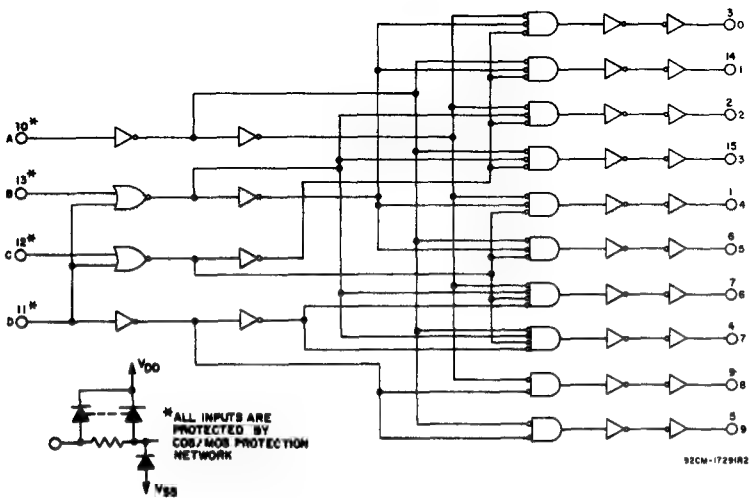 3
0
14
1
2
2
15
3
1
4
6
5
7
6
4
7
9
8
5
9
10*
A
13*
B
12*
C
11*
D
VDD
*ALL INPUTS ARE
PROTECTED BY
COS/MOS PROTECTION
NETWORK
VSS
92CM-17291R2